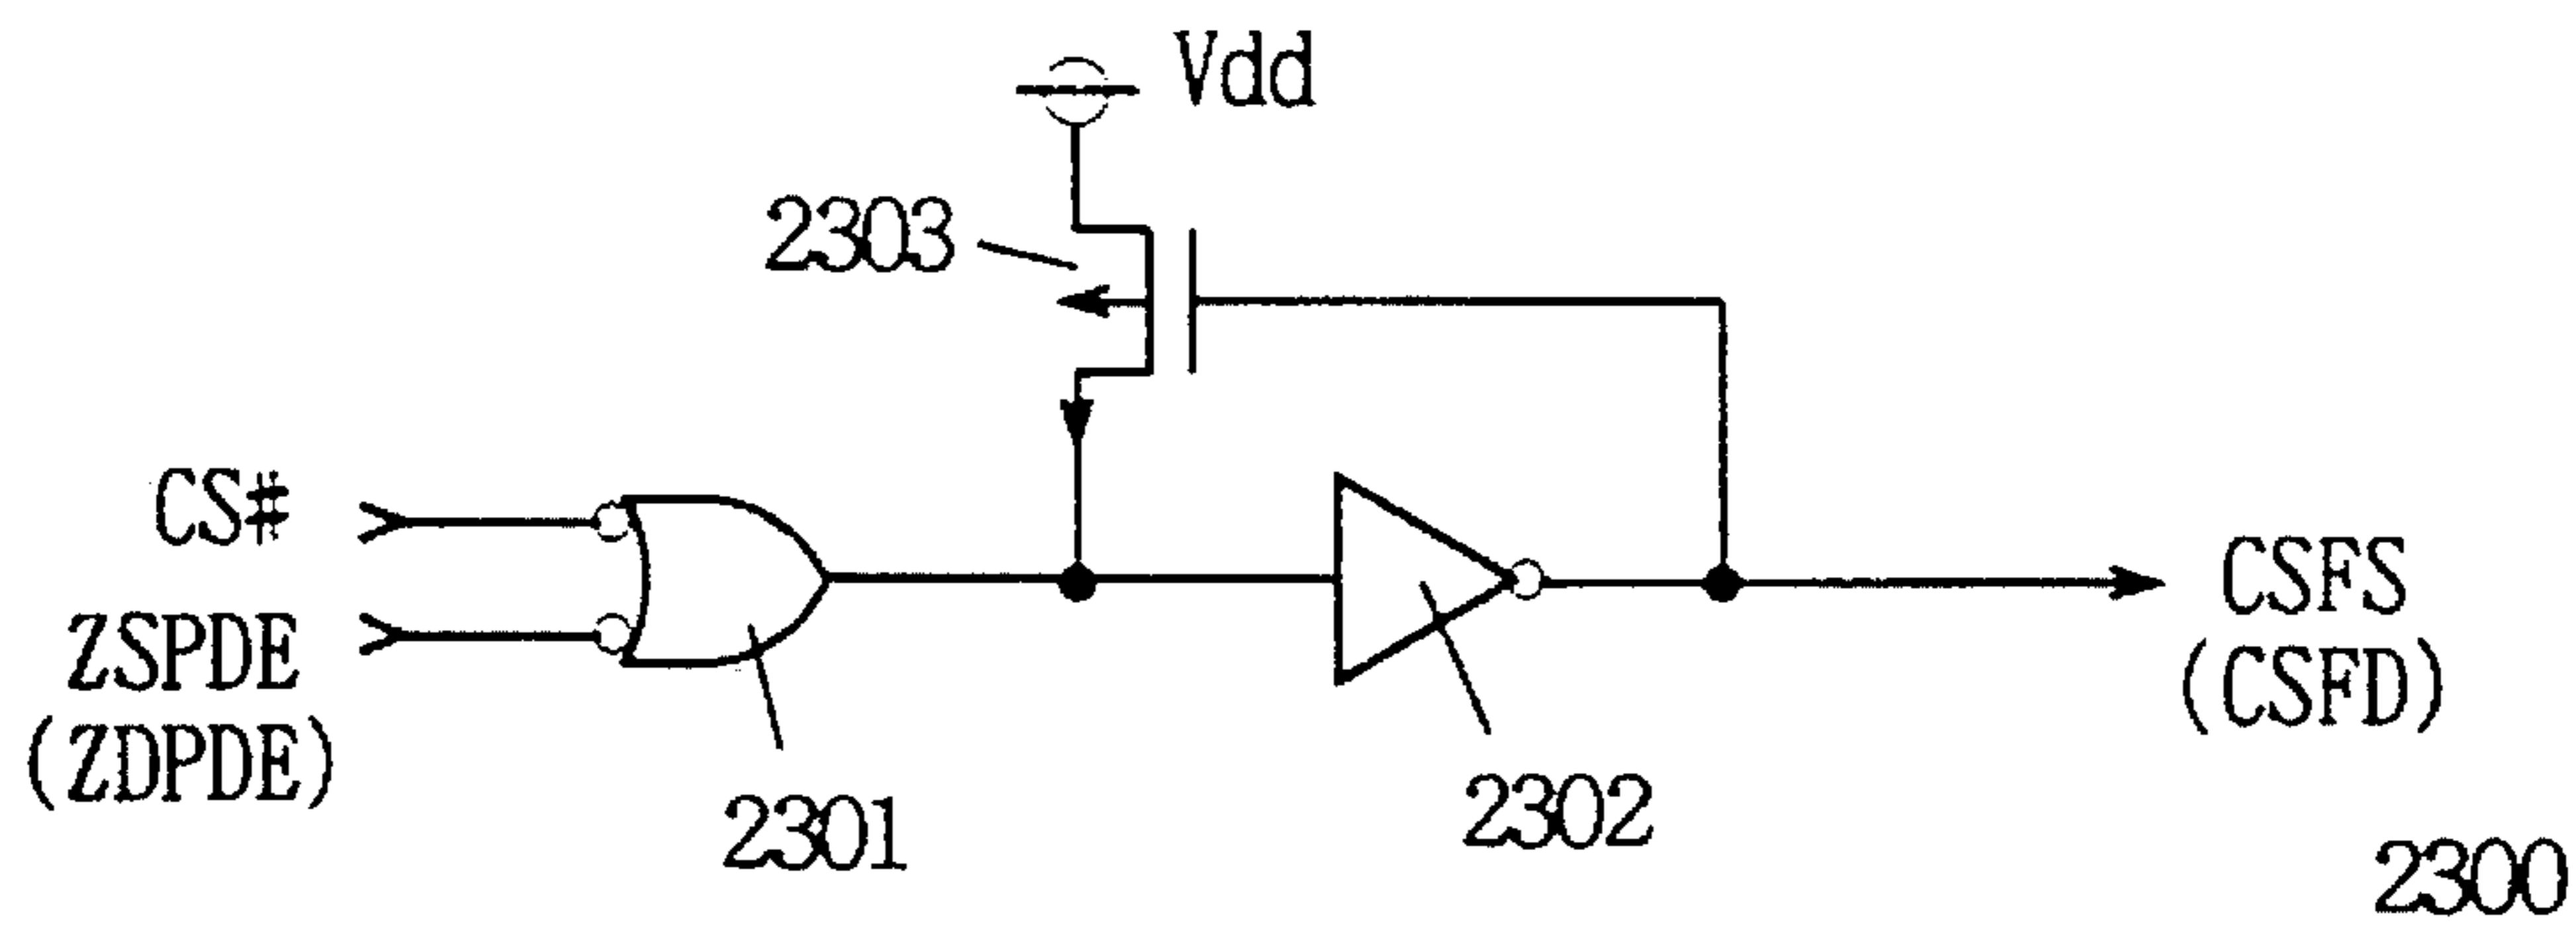 Vdd
2303
CS#
ZSPDE
(ZDPDE)
2301
2302
CSFS
(CSFD)
2300